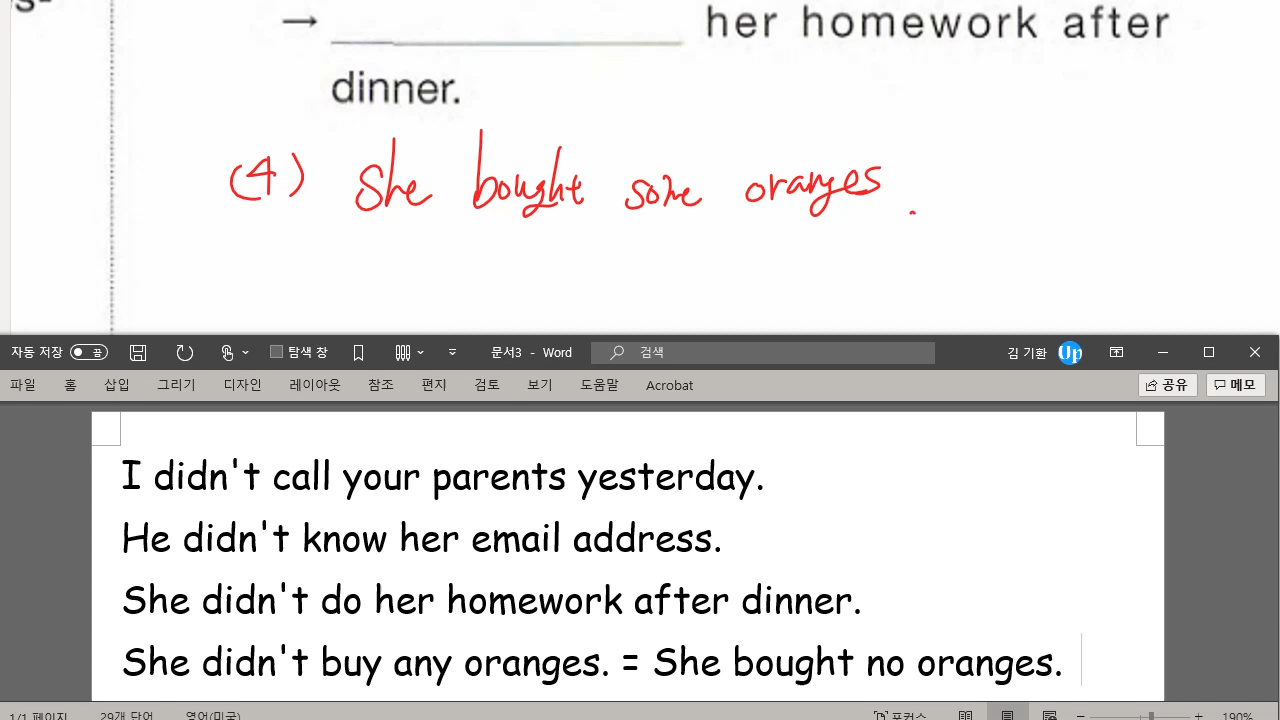 s-
→ ____________ her homework after
dinner.
(4) She bought some oranges.
자동 저장 끔 탐색 창 문서3 - Word 검색 김 기환 Up
파일 홈 삽입 그리기 디자인 레이아웃 참조 편지 검토 보기 도움말 Acrobat 공유 메모
I didn't call your parents yesterday.
He didn't know her email address.
She didn't do her homework after dinner.
She didn't buy any oranges. = She bought no oranges.
1/1 페이지 29개 단어 영어(미국) 포커스 - + 190%